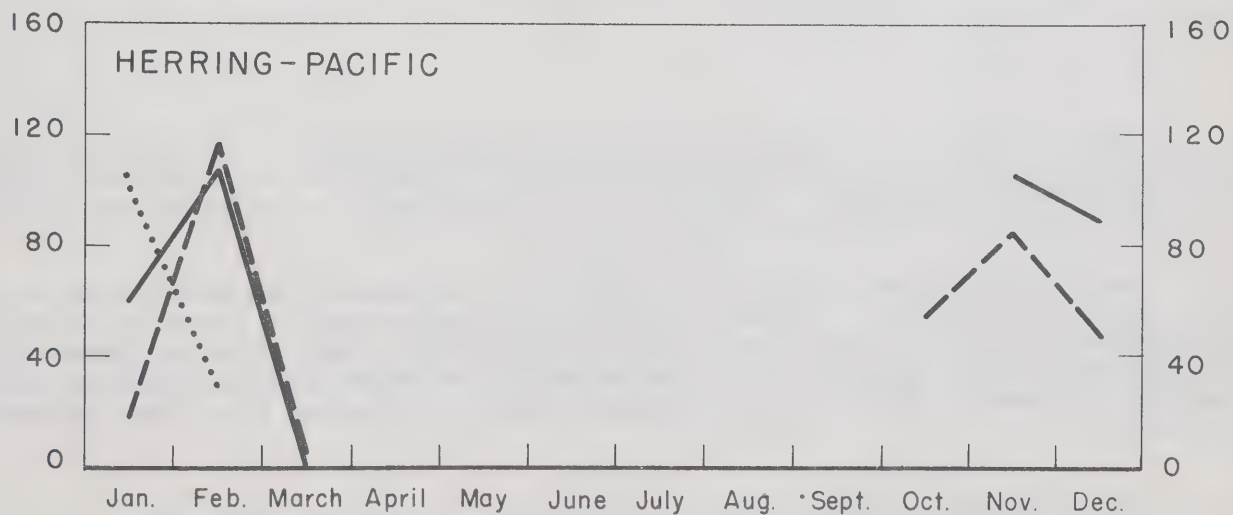 160 160
HERRING-PACIFIC
120 120
80 80
40 40
0 0
Jan. Feb. March April May June July Aug. Sept. Oct. Nov. Dec.